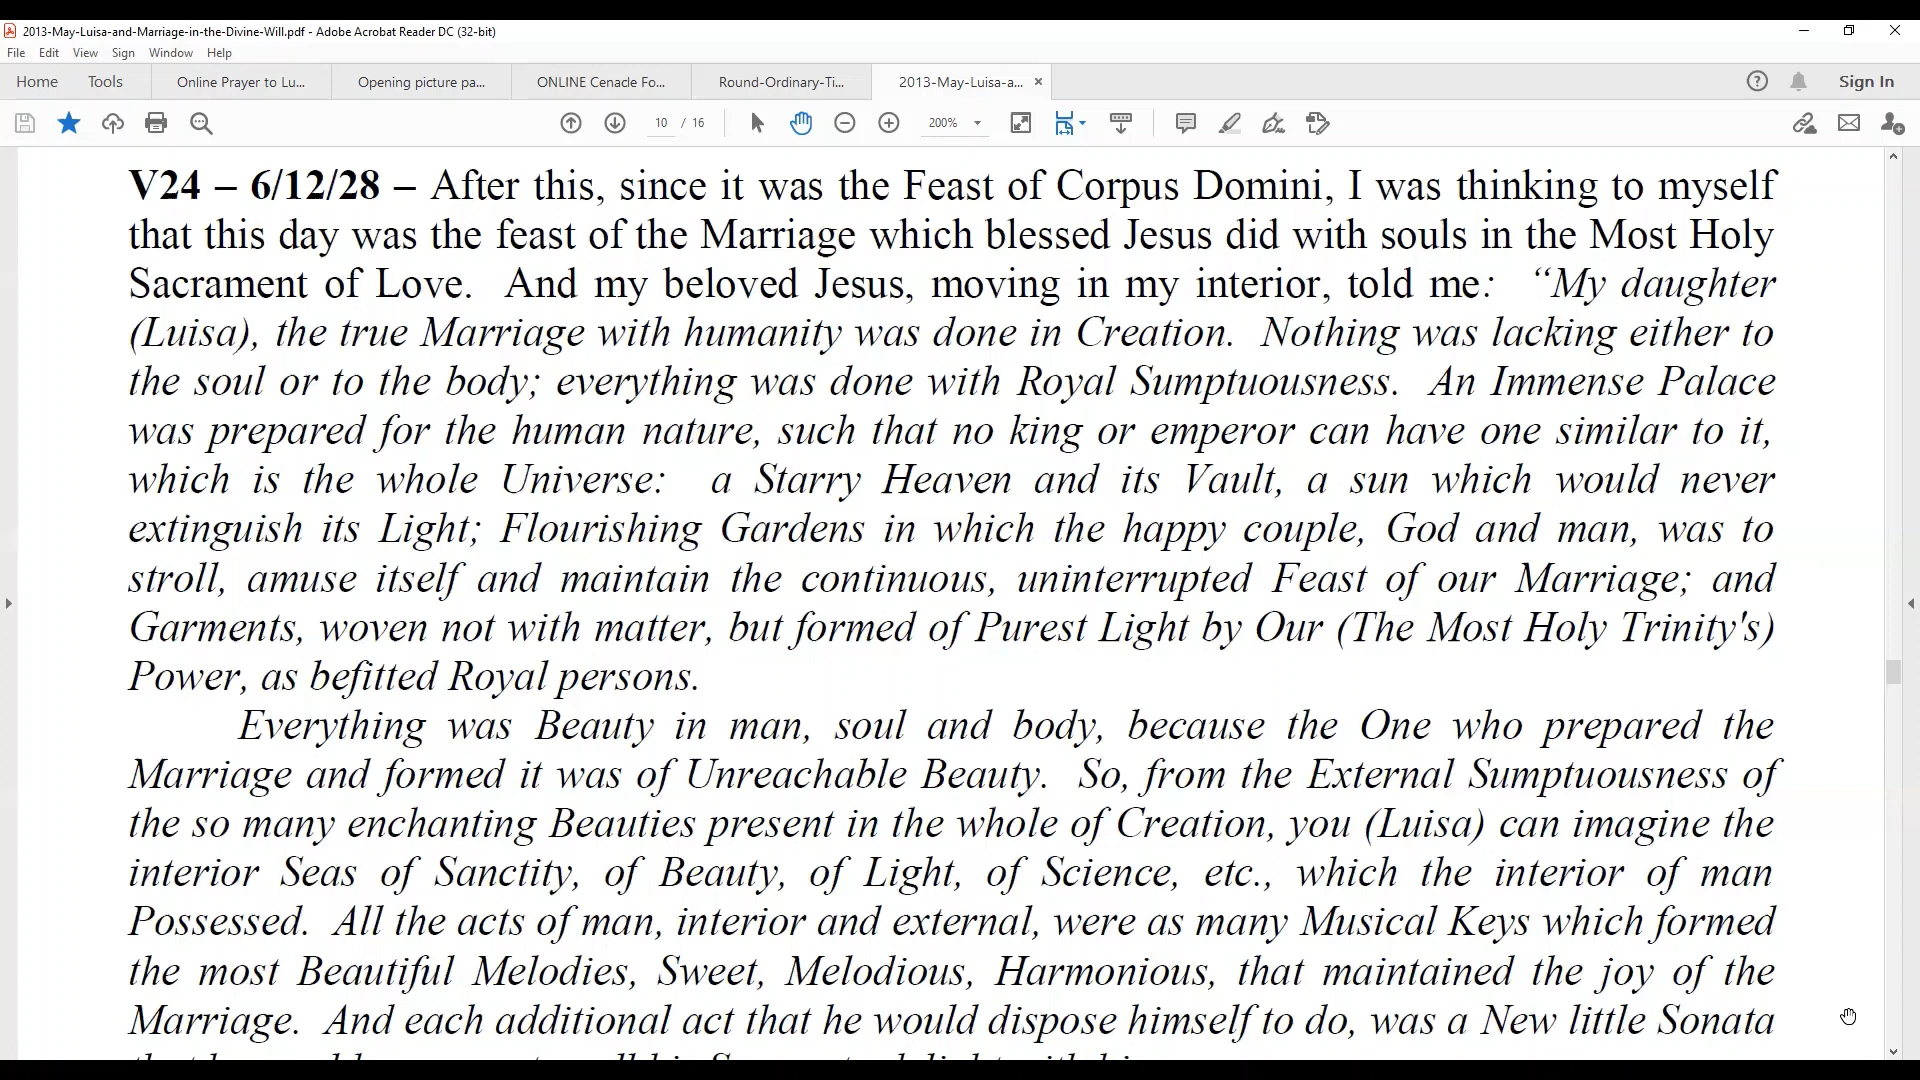 2013-May-Luisa-and-Marriage-in-the-Divine-Will.pdf - Adobe Acrobat Reader DC (32-bit)
File Edit View Sign Window Help
Home Tools Online Prayer to Lu... Opening picture pa... ONLINE Cenacle Fo... Round-Ordinary-Ti... 2013-May-Luisa-a... × Sign In
10 / 16 200%
V24 – 6/12/28 – After this, since it was the Feast of Corpus Domini, I was thinking to myself
that this day was the feast of the Marriage which blessed Jesus did with souls in the Most Holy
Sacrament of Love. And my beloved Jesus, moving in my interior, told me: “My daughter
(Luisa), the true Marriage with humanity was done in Creation. Nothing was lacking either to
the soul or to the body; everything was done with Royal Sumptuousness. An Immense Palace
was prepared for the human nature, such that no king or emperor can have one similar to it,
which is the whole Universe: a Starry Heaven and its Vault, a sun which would never
extinguish its Light; Flourishing Gardens in which the happy couple, God and man, was to
stroll, amuse itself and maintain the continuous, uninterrupted Feast of our Marriage; and
Garments, woven not with matter, but formed of Purest Light by Our (The Most Holy Trinity's)
Power, as befitted Royal persons.
Everything was Beauty in man, soul and body, because the One who prepared the
Marriage and formed it was of Unreachable Beauty. So, from the External Sumptuousness of
the so many enchanting Beauties present in the whole of Creation, you (Luisa) can imagine the
interior Seas of Sanctity, of Beauty, of Light, of Science, etc., which the interior of man
Possessed. All the acts of man, interior and external, were as many Musical Keys which formed
the most Beautiful Melodies, Sweet, Melodious, Harmonious, that maintained the joy of the
Marriage. And each additional act that he would dispose himself to do, was a New little Sonata